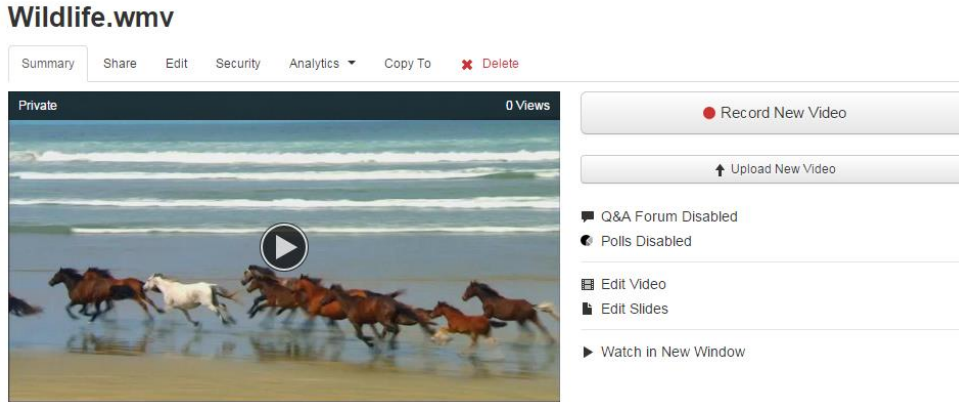 Wildlife.wmv
Summary
Share
Edit
Security
Analytics
Copy To
Delete
Private
0 Views
Record New Video
Upload New Video
Q&A Forum Disabled
Polls Disabled
Edit Video
Edit Slides
Watch in New Window